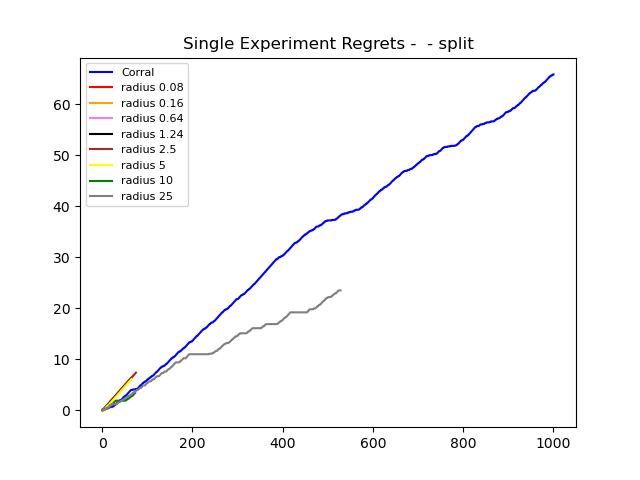 Single Experiment Regrets -  - split
Corral
radius 0.08
radius 0.16
radius 0.64
radius 1.24
radius 2.5
radius 5
radius 10
radius 25
60
50
40
30
20
10
0
0 200 400 600 800 1000